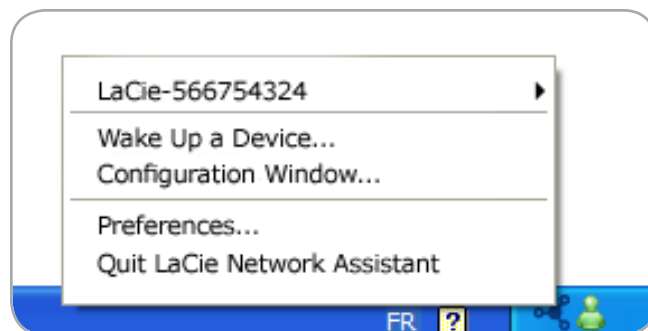 LaCie-566754324
Wake Up a Device...
Configuration Window...
Preferences...
Quit LaCie Network Assistant
FR ?